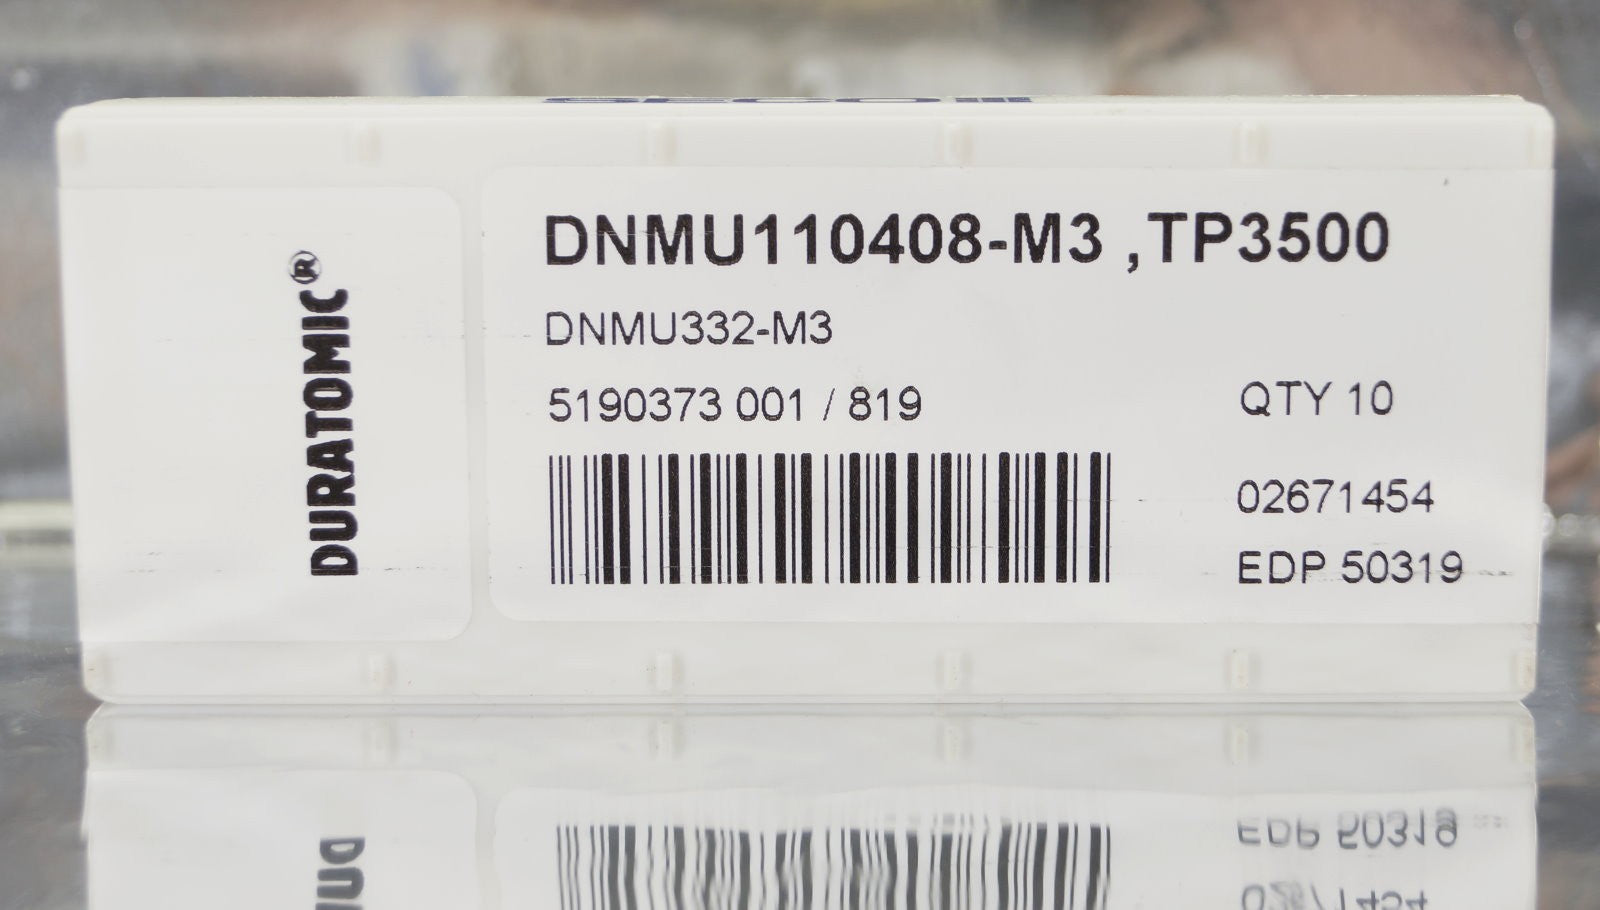 DURATOMIC®
DNMU110408-M3 ,TP3500
DNMU332-M3
5190373 001 / 819
QTY 10
02671454
EDP 50319